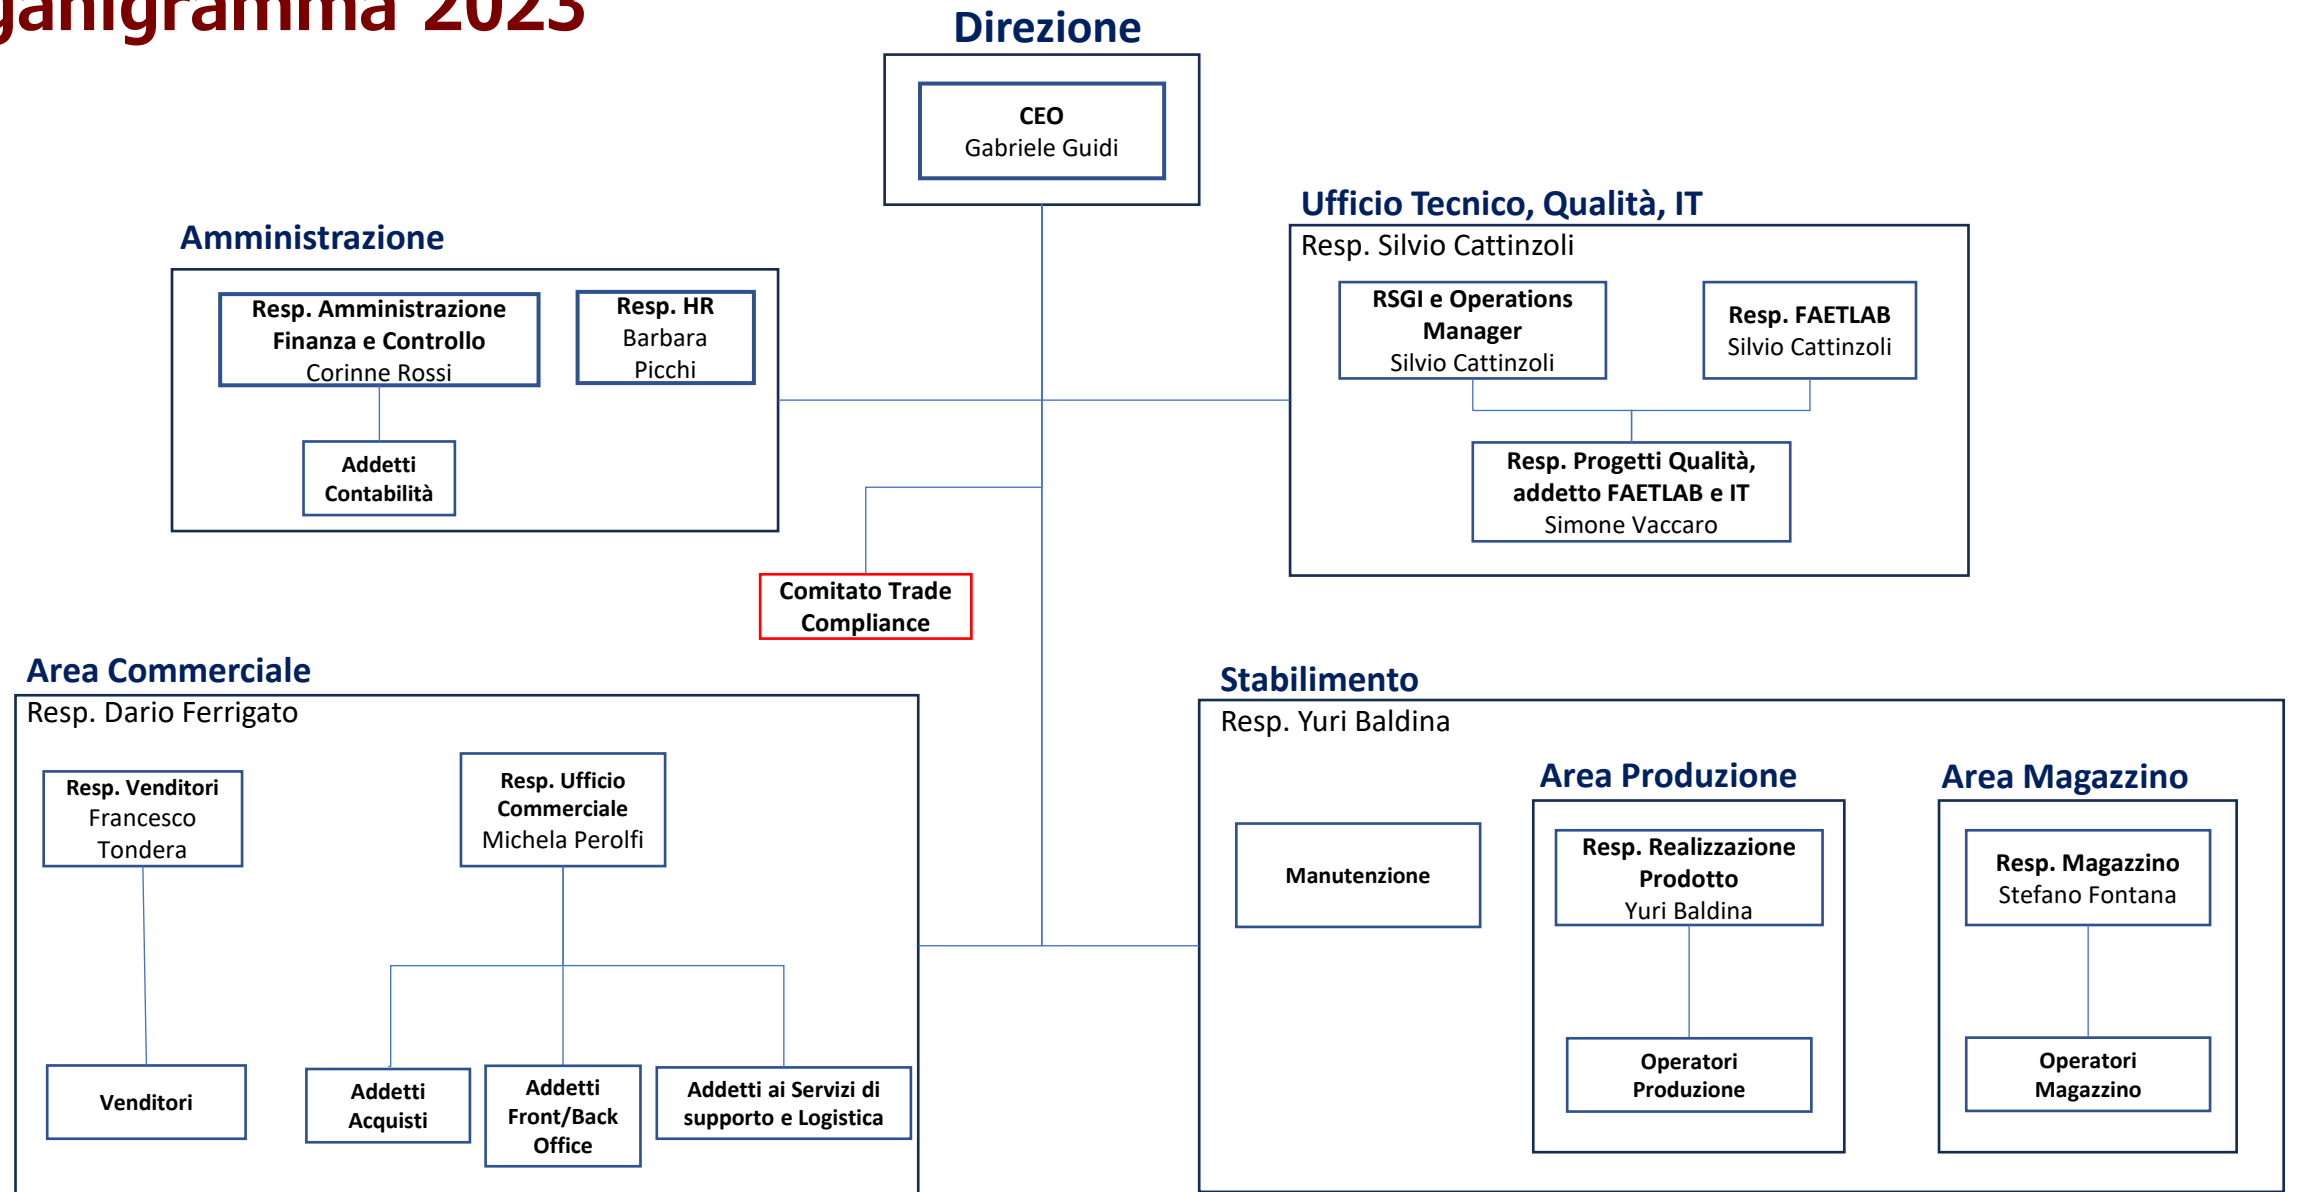 ganigramma 2023
Direzione
CEO
Gabriele Guidi
Amministrazione
Resp. Amministrazione
Finanza e Controllo
Corinne Rossi
Resp. HR
Barbara
Picchi
Addetti
Contabilità
Ufficio Tecnico, Qualità, IT
Resp. Silvio Cattinzoli
RSGI e Operations
Manager
Silvio Cattinzoli
Resp. FAETLAB
Silvio Cattinzoli
Resp. Progetti Qualità,
addetto FAETLAB e IT
Simone Vaccaro
Comitato Trade
Compliance
Area Commerciale
Resp. Dario Ferrigato
Resp. Venditori
Francesco
Tondera
Resp. Ufficio
Commerciale
Michela Perolfi
Venditori
Addetti
Acquisti
Addetti
Front/Back
Office
Addetti ai Servizi di
supporto e Logistica
Stabilimento
Resp. Yuri Baldina
Manutenzione
Area Produzione
Resp. Realizzazione
Prodotto
Yuri Baldina
Operatori
Produzione
Area Magazzino
Resp. Magazzino
Stefano Fontana
Operatori
Magazzino